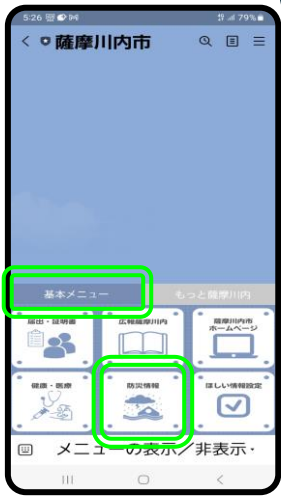 5:26 79%
薩摩川内市
基本メニュー もっと薩摩川内
届出・証明書 広報薩摩川内 薩摩川内市
ホームページ
健康・医療 防災情報 ほしい情報設定
メニューの表示/非表示・